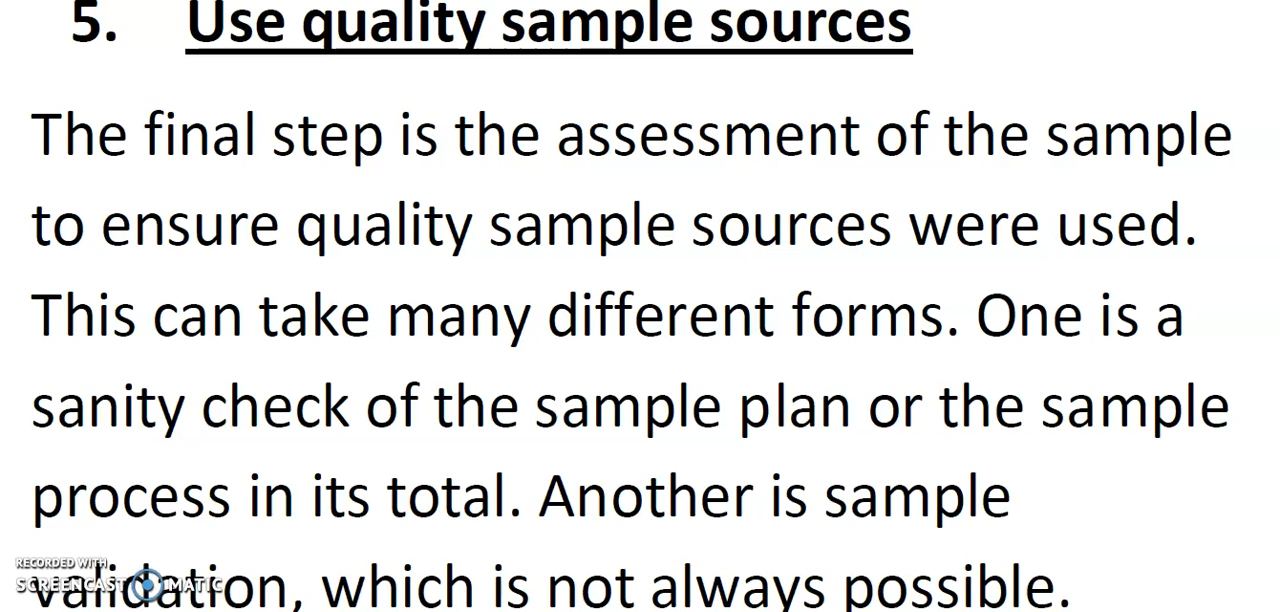 5. Use quality sample sources
The final step is the assessment of the sample
to ensure quality sample sources were used.
This can take many different forms. One is a
sanity check of the sample plan or the sample
process in its total. Another is sample
validation, which is not always possible.
RECORDED WITH
SCREENCAST MATIC